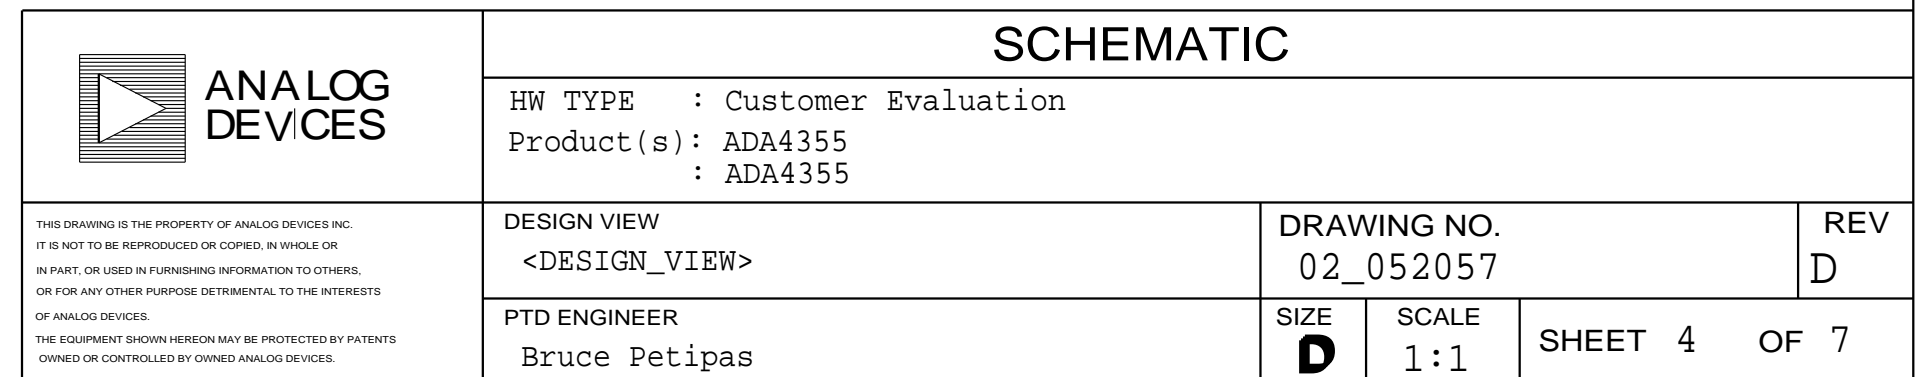 ANALOG
DEVICES
SCHEMATIC
HW TYPE : Customer Evaluation
Product(s): ADA4355
: ADA4355
THIS DRAWING IS THE PROPERTY OF ANALOG DEVICES INC.
IT IS NOT TO BE REPRODUCED OR COPIED, IN WHOLE OR
IN PART, OR USED IN FURNISHING INFORMATION TO OTHERS,
OR FOR ANY OTHER PURPOSE DETRIMENTAL TO THE INTERESTS
OF ANALOG DEVICES.
THE EQUIPMENT SHOWN HEREON MAY BE PROTECTED BY PATENTS
OWNED OR CONTROLLED BY OWNED ANALOG DEVICES.
DESIGN VIEW
<DESIGN_VIEW>
DRAWING NO.
02_052057
REV
D
PTD ENGINEER
Bruce Petipas
SIZE
D
SCALE
1:1
SHEET 4 OF 7